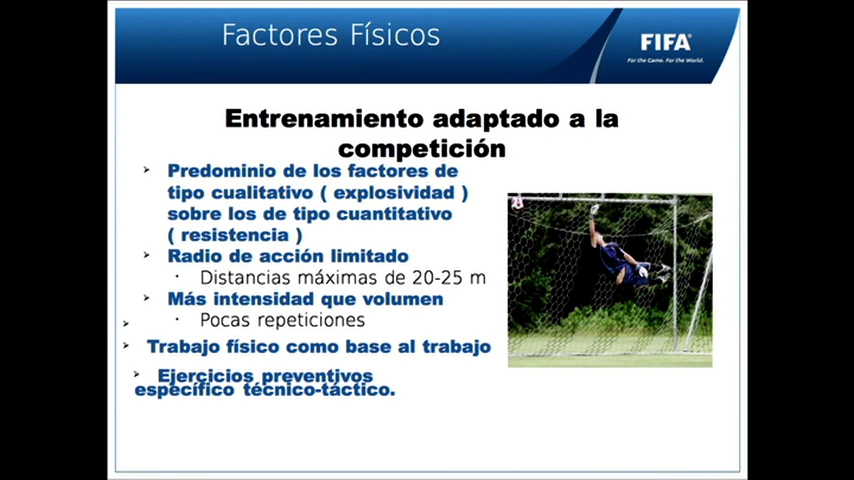 Factores Físicos
FIFA®
For the Game. For the World.
Entrenamiento adaptado a la
competición
Predominio de los factores de
tipo cualitativo ( explosividad )
sobre los de tipo cuantitativo
( resistencia )
Radio de acción limitado
Distancias máximas de 20-25 m
Más intensidad que volumen
Pocas repeticiones
Trabajo físico como base al trabajo
Ejercicios preventivos
específico técnico-táctico.